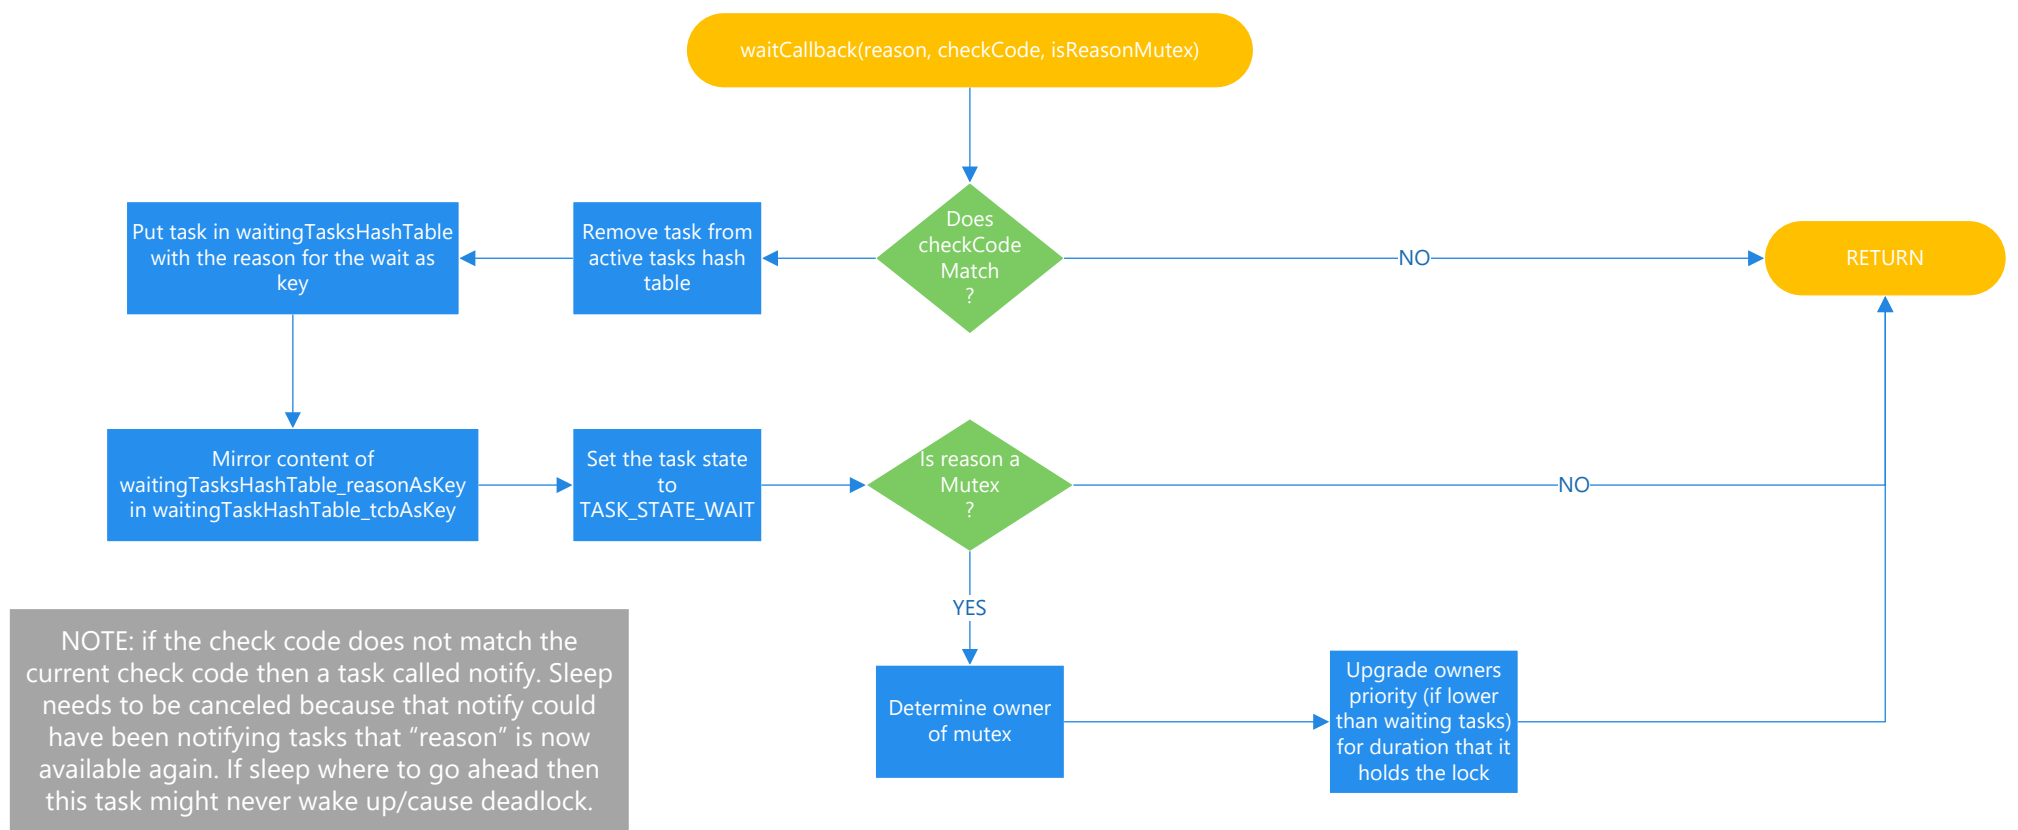 waitCallback(reason, checkCode, isReasonMutex)
Put task in waitingTasksHashTable
with the reason for the wait as
key
Remove task from
active tasks hash
table
Does
checkCode
Match
?
NO
RETURN
Mirror content of
waitingTasksHashTable_reasonAsKey
in waitingTaskHashTable_tcbAsKey
Set the task state
to
TASK_STATE_WAIT
Is reason a
Mutex
?
NO
YES
NOTE: if the check code does not match the
current check code then a task called notify. Sleep
needs to be canceled because that notify could
have been notifying tasks that “reason” is now
available again. If sleep where to go ahead then
this task might never wake up/cause deadlock.
Determine owner
of mutex
Upgrade owners
priority (if lower
than waiting tasks)
for duration that it
holds the lock